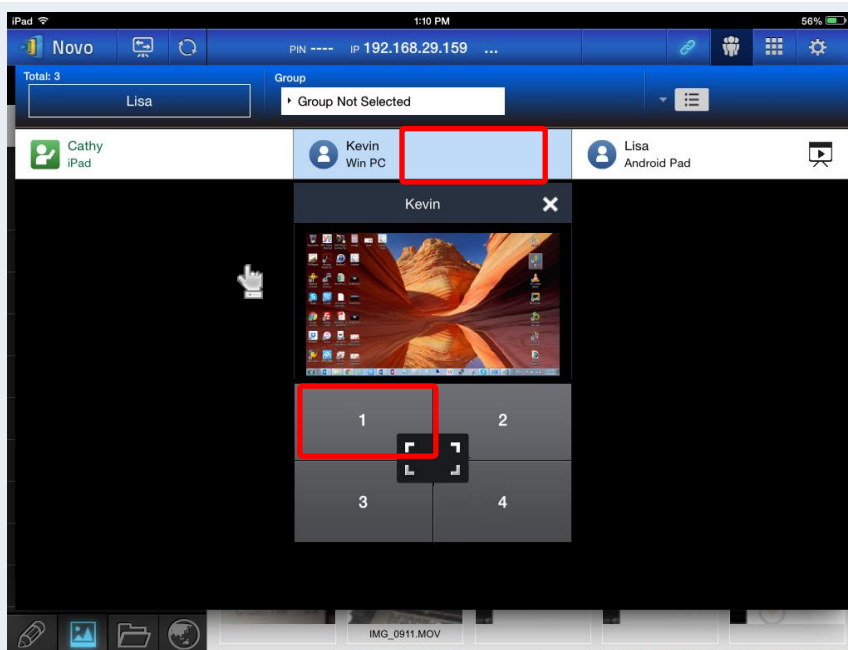 iPad 1:10 PM 56%
Novo PIN ---- IP 192.168.29.159 ...
Total: 3 Group
Lisa Group Not Selected
Cathy Kevin Lisa
iPad Win PC Android Pad
Kevin
1 2
3 4
IMG_0911.MOV